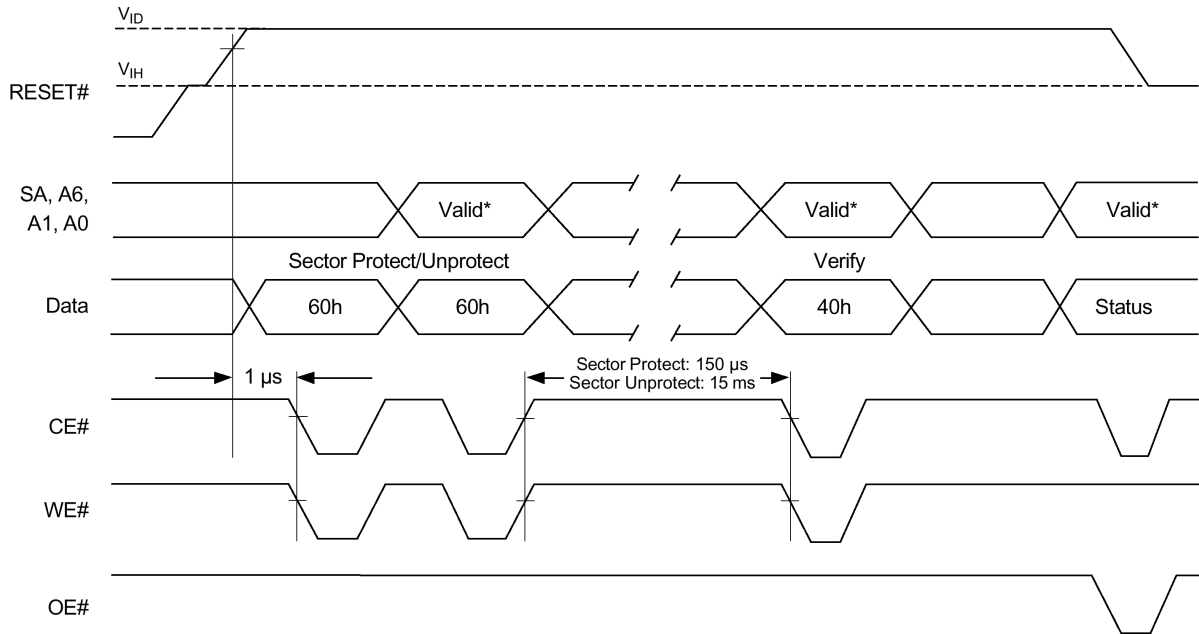 VID
VIH
RESET#
SA, A6,
A1, A0
Valid* Valid* Valid*
Sector Protect/Unprotect Verify
Data 60h 60h 40h Status
1 µs
Sector Protect: 150 µs
Sector Unprotect: 15 ms
CE#
WE#
OE#